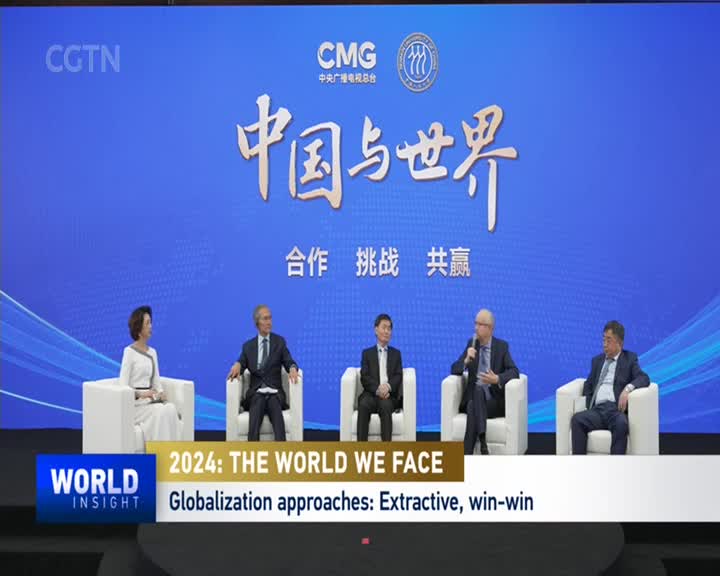 CGTN
CMG
中央广播电视总台
中国与世界
合作 挑战 共赢
2024: THE WORLD WE FACE
WORLD
INSIGHT
Globalization approaches: Extractive, win-win